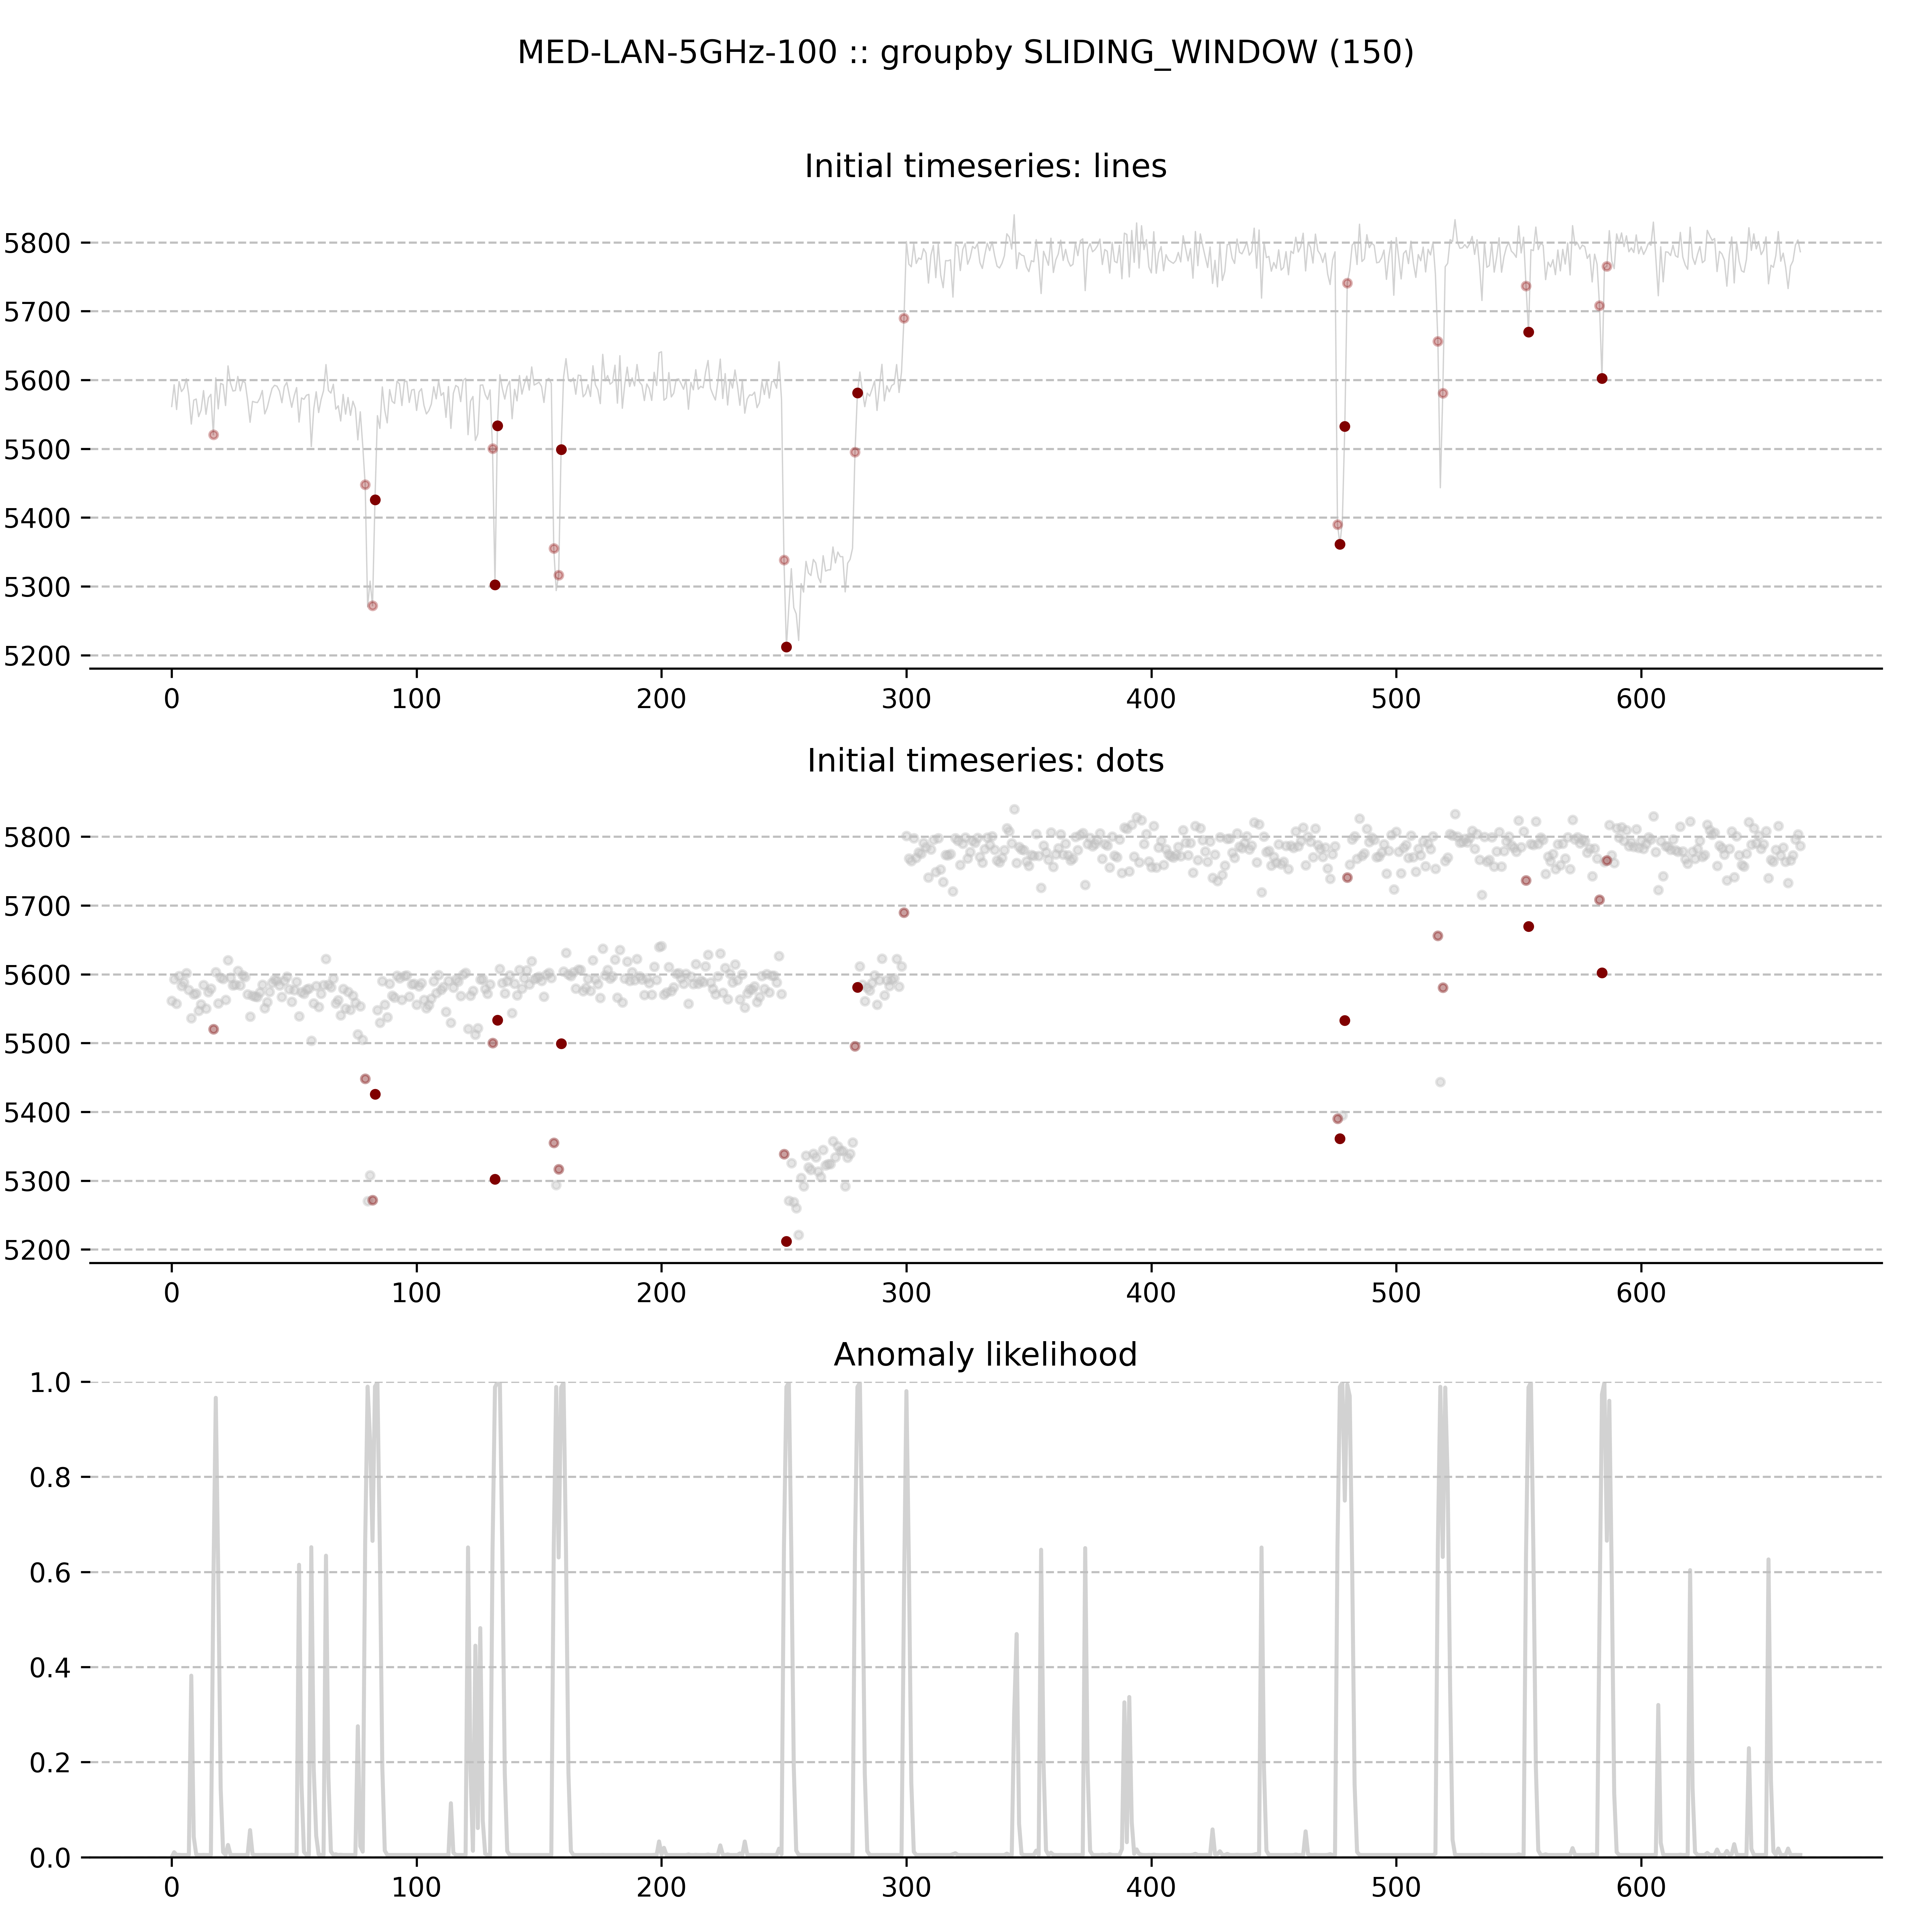 MED-LAN-5GHz-100 :: groupby SLIDING_WINDOW (150)
Initial timeseries: lines
5800
5700
5600
5500
5400
5300
5200
0 100 200 300 400 500 600
Initial timeseries: dots
5800
5700
5600
5500
5400
5300
5200
0 100 200 300 400 500 600
Anomaly likelihood
1.0
0.8
0.6
0.4
0.2
0.0
0 100 200 300 400 500 600